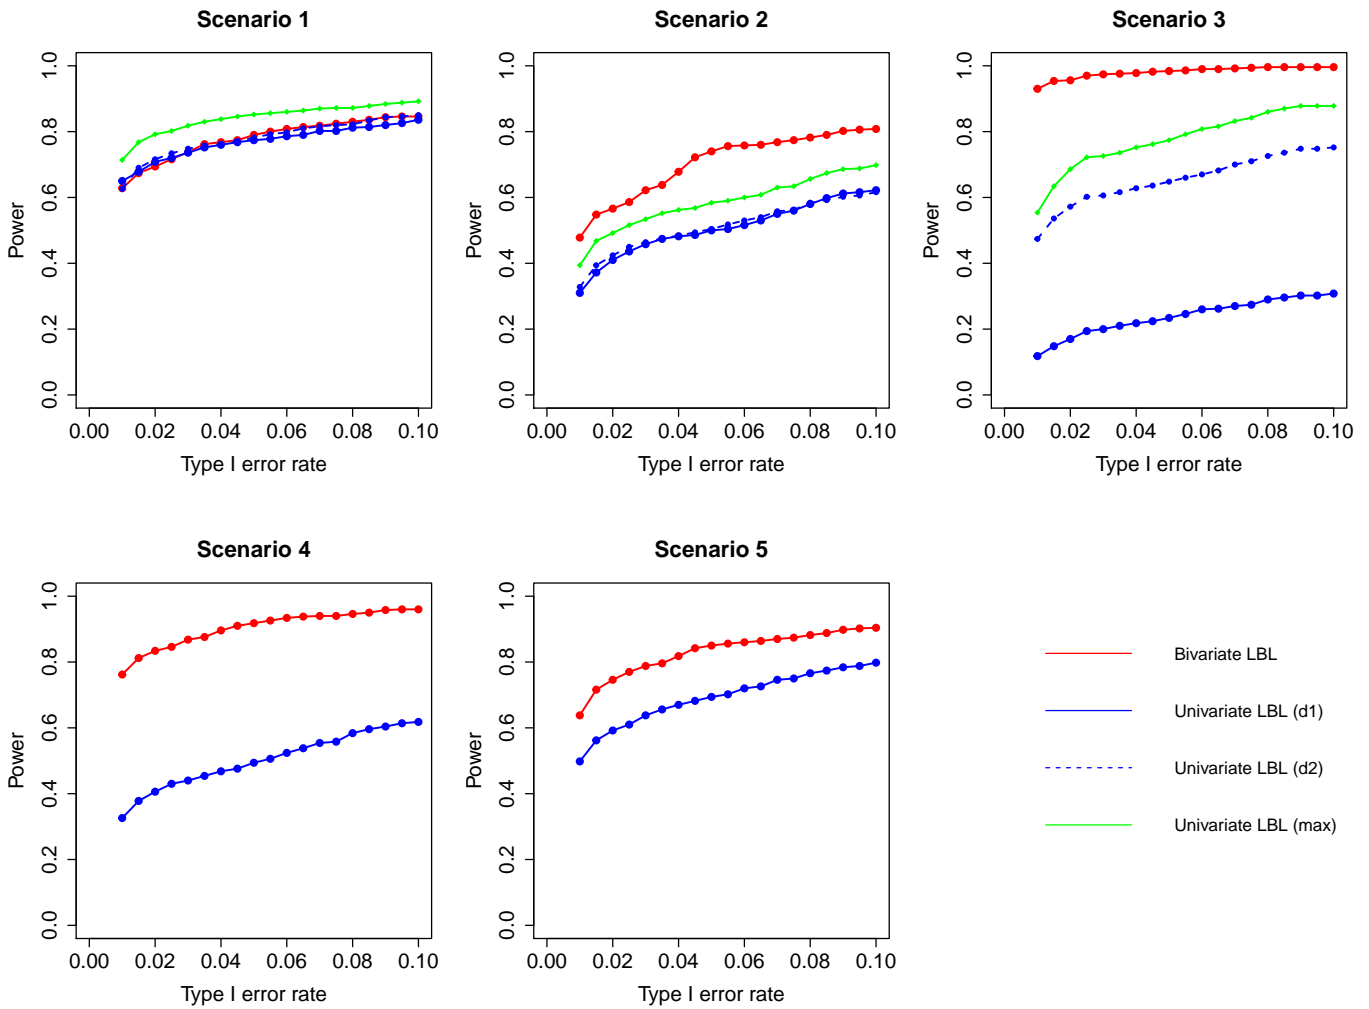 Scenario 1
Power
0.0 0.2 0.4 0.6 0.8 1.0
0.00 0.02 0.04 0.06 0.08 0.10
Type I error rate
Scenario 2
Power
0.0 0.2 0.4 0.6 0.8 1.0
0.00 0.02 0.04 0.06 0.08 0.10
Type I error rate
Scenario 3
Power
0.0 0.2 0.4 0.6 0.8 1.0
0.00 0.02 0.04 0.06 0.08 0.10
Type I error rate
Scenario 4
Power
0.0 0.2 0.4 0.6 0.8 1.0
0.00 0.02 0.04 0.06 0.08 0.10
Type I error rate
Scenario 5
Power
0.0 0.2 0.4 0.6 0.8 1.0
0.00 0.02 0.04 0.06 0.08 0.10
Type I error rate
Bivariate LBL
Univariate LBL (d1)
Univariate LBL (d2)
Univariate LBL (max)